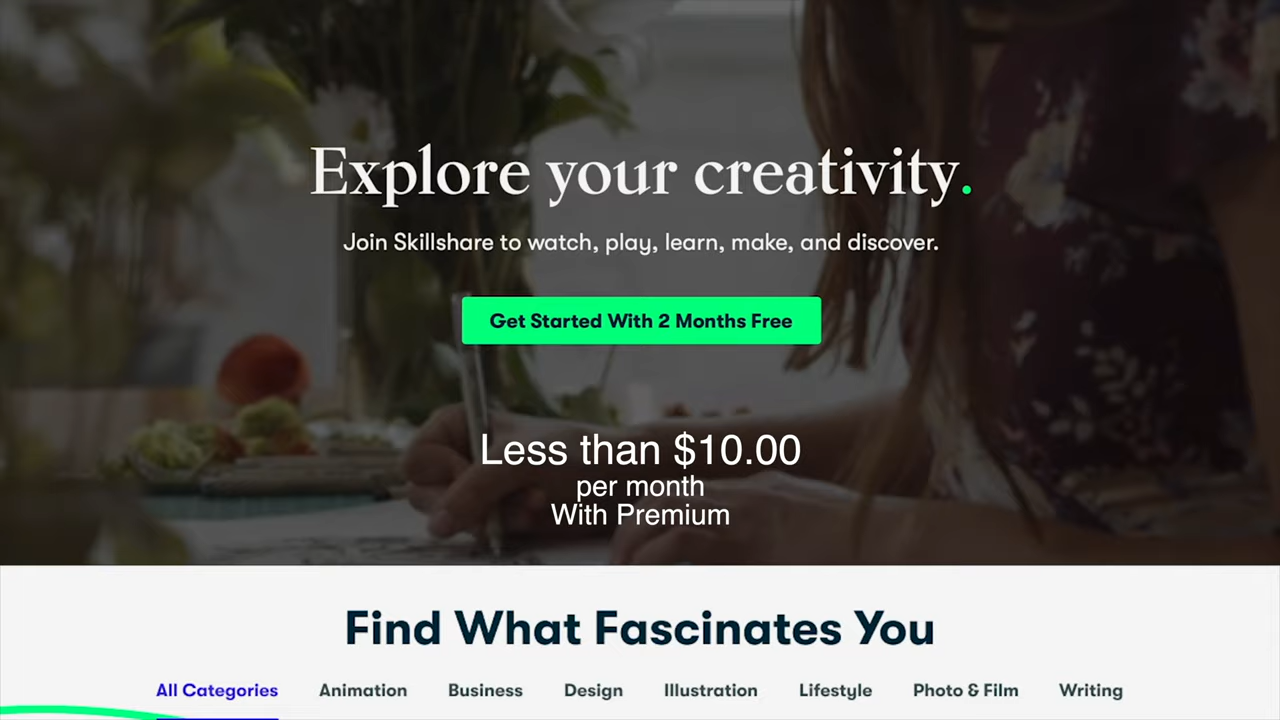 Explore your creativity.
Join Skillshare to watch, play, learn, make, and discover.
Get Started With 2 Months Free
Less than $10.00
per month
With Premium
Find What Fascinates You
All Categories Animation Business Design Illustration Lifestyle Photo & Film Writing